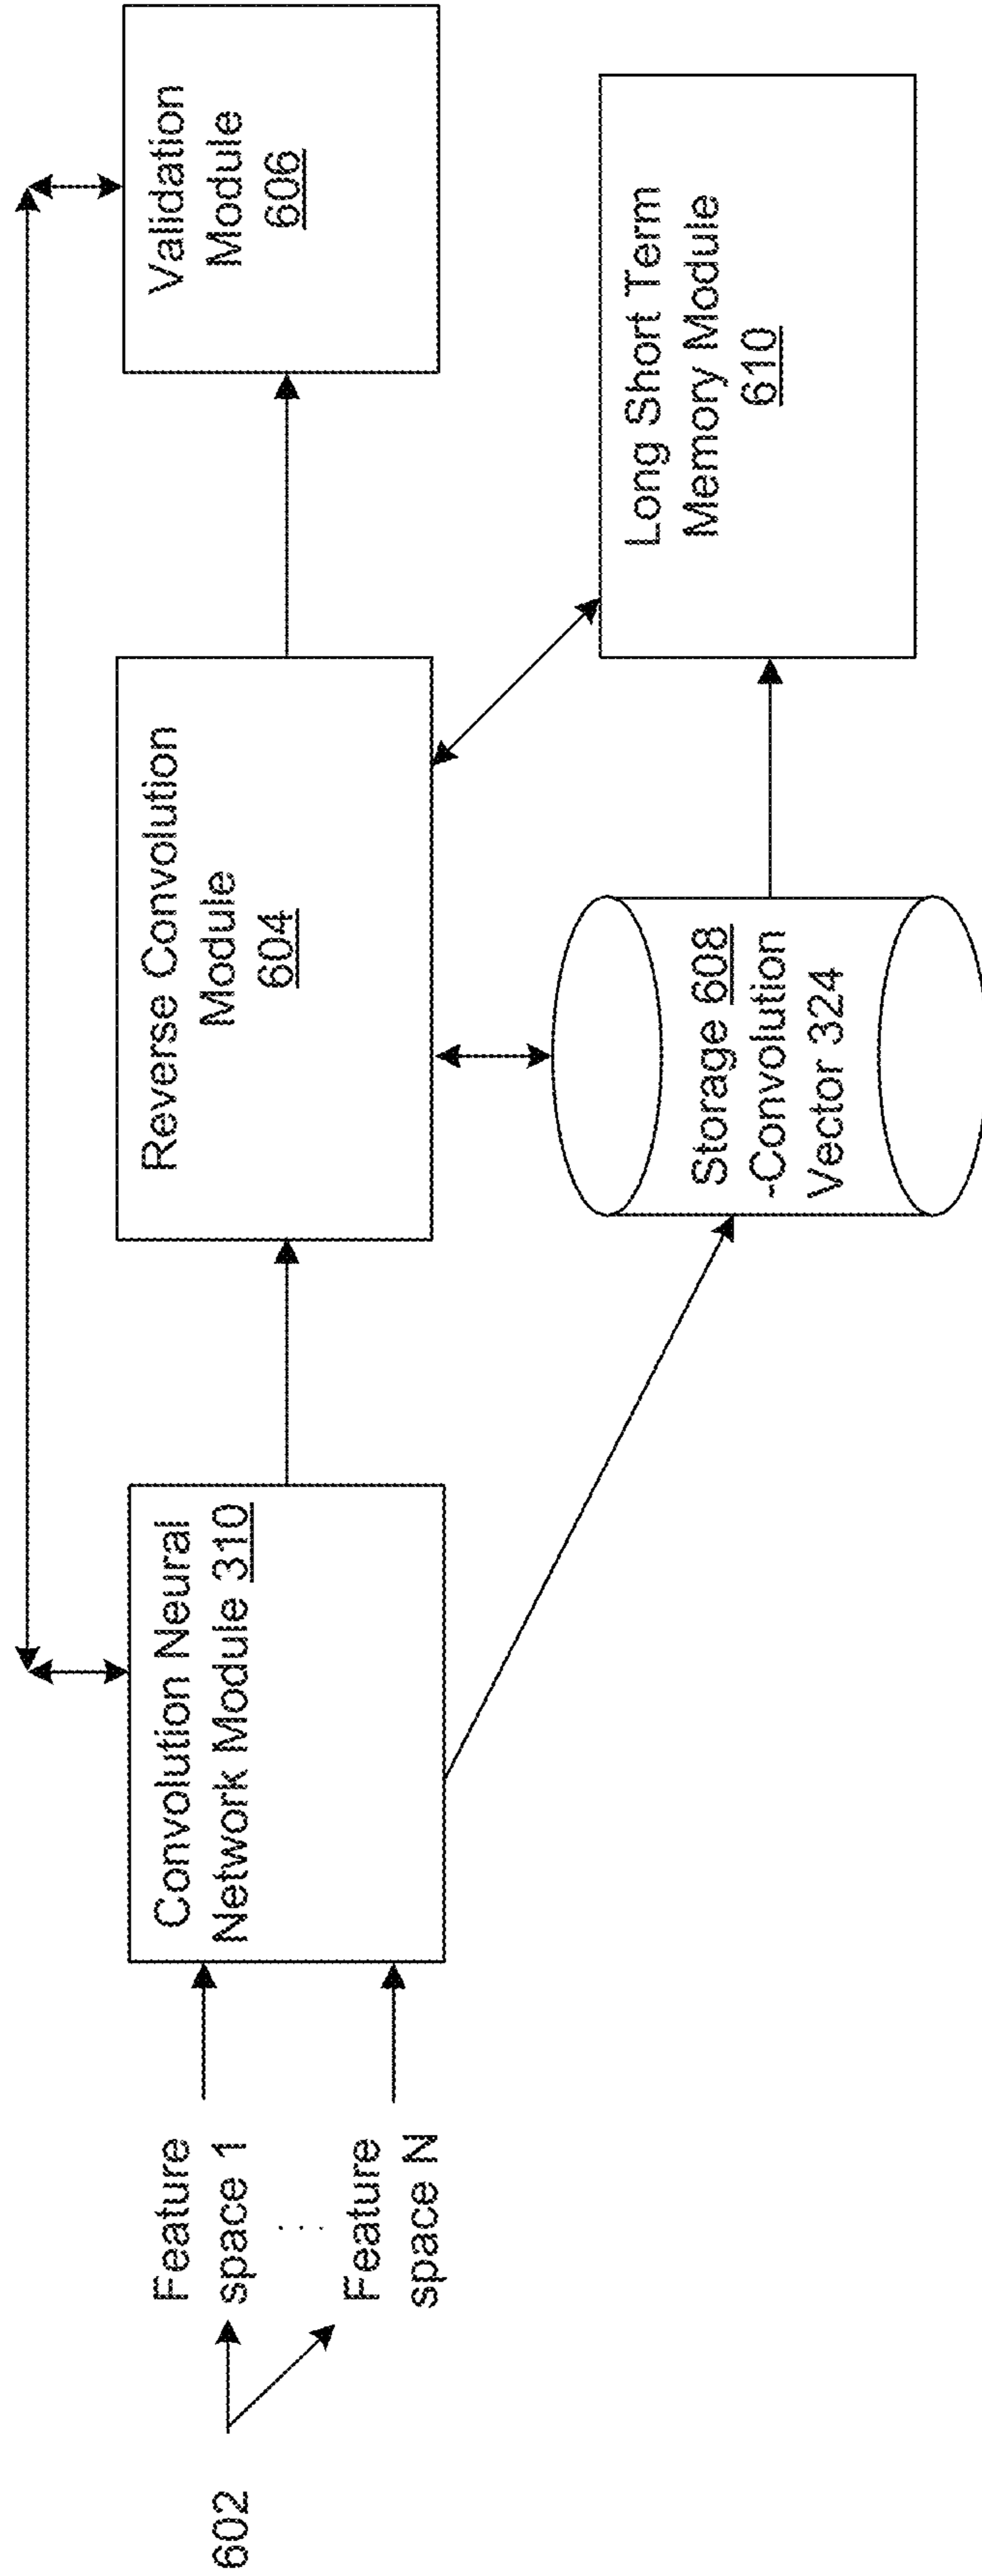 602
Feature
space 1
. . .
Feature
space N
Convolution Neural
Network Module 310
Reverse Convolution
Module
604
Validation
Module
606
Storage 608
-Convolution
Vector 324
Long Short Term
Memory Module
610